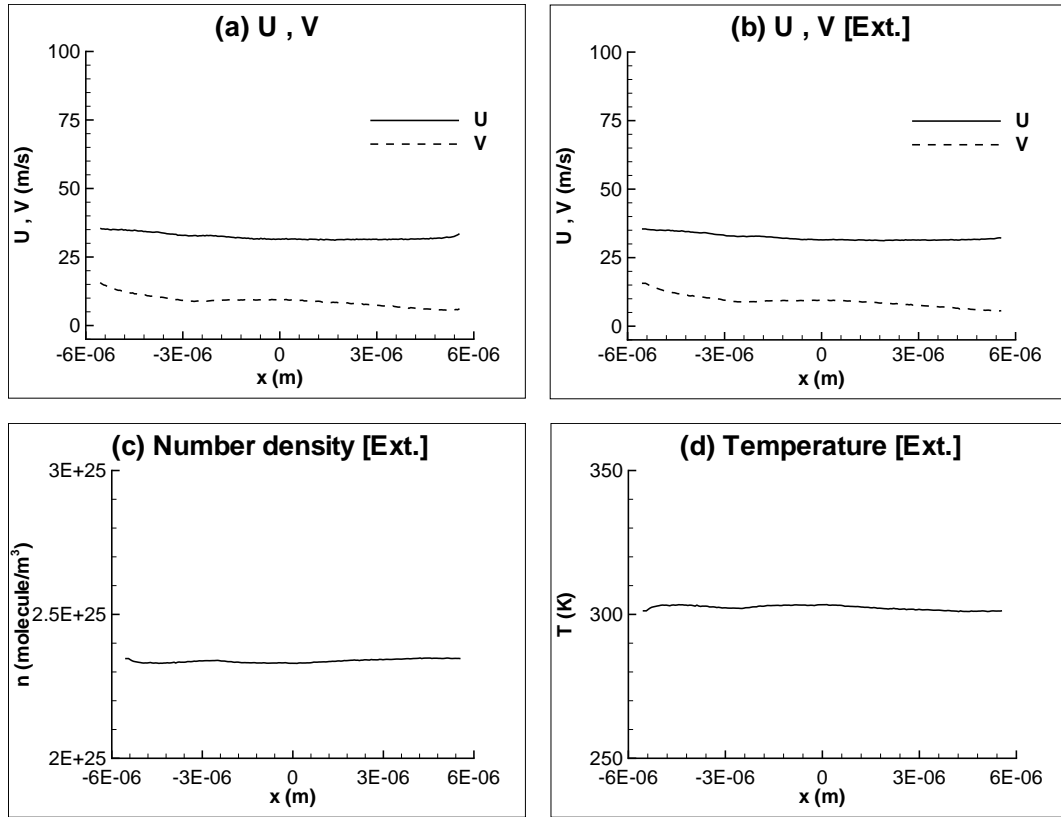 (a) U , V
100
75
50
25
0
U , V (m/s)
U
V
-6E-06 -3E-06 0 3E-06 6E-06
x (m)
(b) U , V [Ext.]
100
75
50
25
0
U , V (m/s)
U
V
-6E-06 -3E-06 0 3E-06 6E-06
x (m)
(c) Number density [Ext.]
3E+25
2.5E+25
2E+25
n (molecule/m³)
-6E-06 -3E-06 0 3E-06 6E-06
x (m)
(d) Temperature [Ext.]
350
300
250
T (K)
-6E-06 -3E-06 0 3E-06 6E-06
x (m)